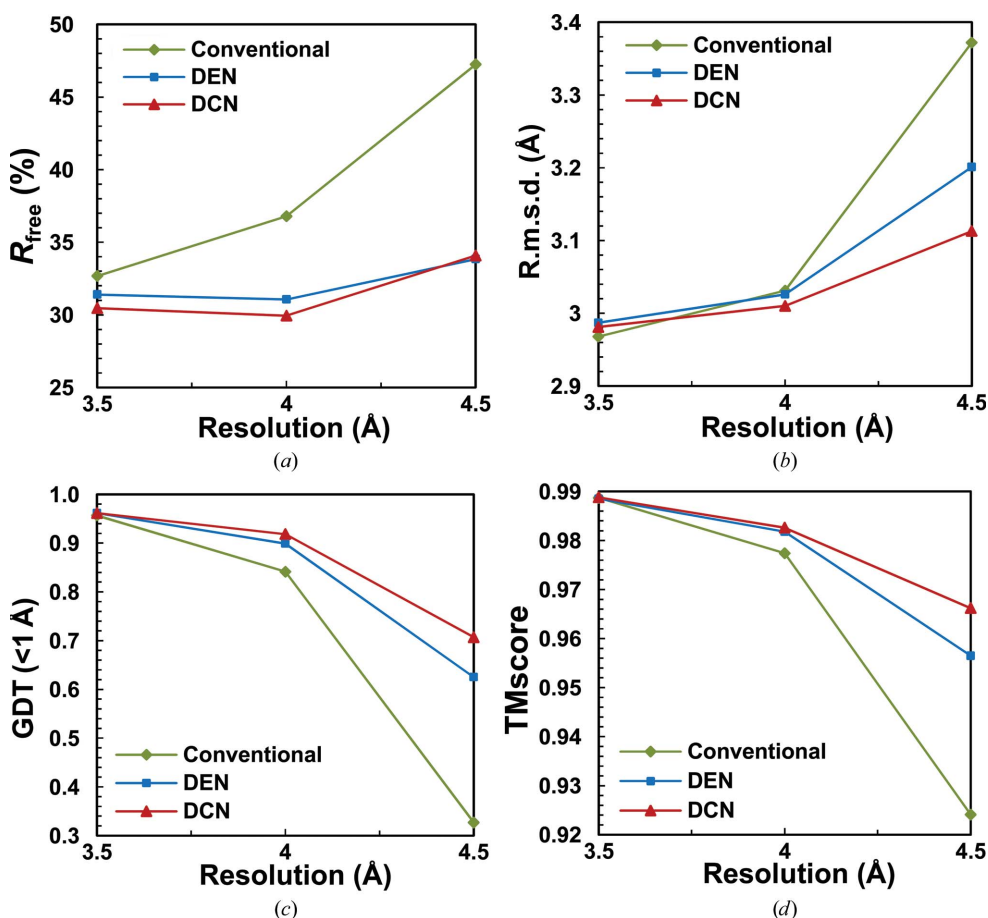 50
45
40
35
30
25
R_free (%)
Conventional
DEN
DCN
3.5
4
4.5
Resolution (Å)
(a)
3.4
3.3
3.2
3.1
3
2.9
R.m.s.d. (Å)
Conventional
DEN
DCN
3.5
4
4.5
Resolution (Å)
(b)
1.0
0.9
0.8
0.7
0.6
0.5
0.4
0.3
GDT (<1 Å)
Conventional
DEN
DCN
3.5
4
4.5
Resolution (Å)
(c)
0.99
0.98
0.97
0.96
0.95
0.94
0.93
0.92
TMscore
Conventional
DEN
DCN
3.5
4
4.5
Resolution (Å)
(d)